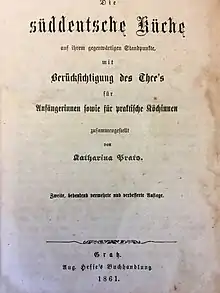 Die
süddeutsche Küche
auf ihrem gegenwärtigen Standpunkte,
mit
Berücksichtigung des Thee's
für
Anfängerinnen sowie für praktische Köchinnen
zusammengestellt
von
Katharina Prato.
Zweite, bedeutend vermehrte und verbesserte Auflage.
Gratz.
Aug. Hesse's Buchhandlung.
1861.